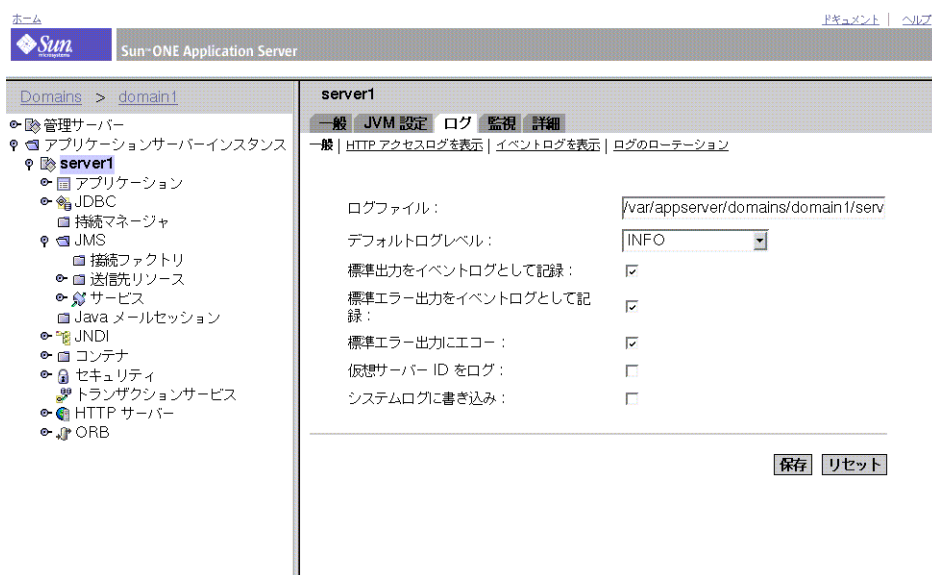 ホーム
ドキュメント | ヘルプ
Sun
microsystems
Sun ONE Application Server
Domains > domain1
管理サーバー
アプリケーションサーバーインスタンス
server1
アプリケーション
JDBC
持続マネージャ
JMS
接続ファクトリ
送信先リソース
サービス
Java メールセッション
JNDI
コンテナ
セキュリティ
トランザクションサービス
HTTP サーバー
ORB
server1
一般 JVM 設定 ログ 監視 詳細
一般 | HTTP アクセスログを表示 | イベントログを表示 | ログのローテーション
ログファイル : /var/appserver/domains/domain1/serv
デフォルトログレベル : INFO
標準出力をイベントログとして記録 :
標準エラー出力をイベントログとして記
録 :
標準エラー出力にエコー :
仮想サーバー ID をログ :
システムログに書き込み :
保存 リセット